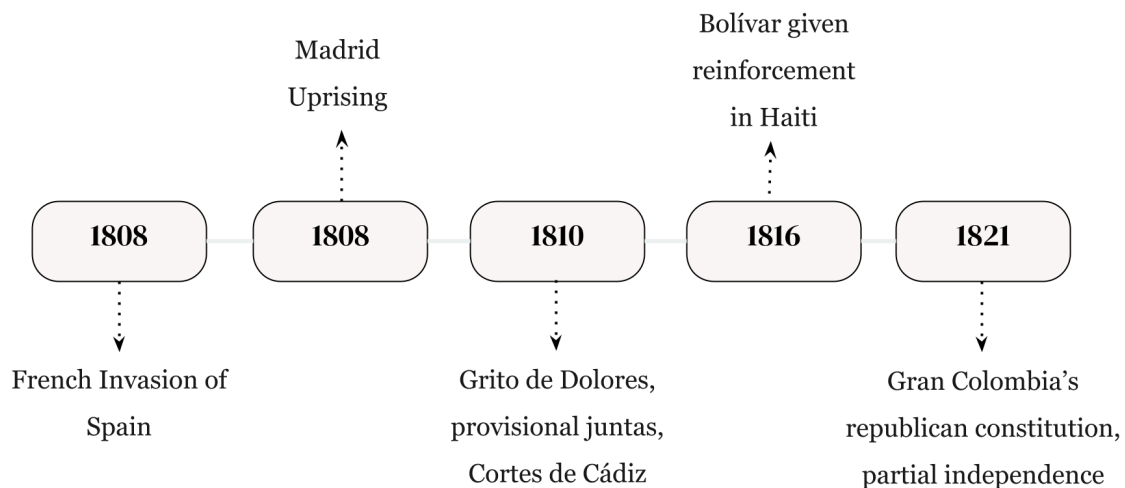 Madrid
Uprising
Bolívar given
reinforcement
in Haiti
1808
1808
1810
1816
1821
French Invasion of
Spain
Grito de Dolores,
provisional juntas,
Cortes de Cádiz
Gran Colombia’s
republican constitution,
partial independence